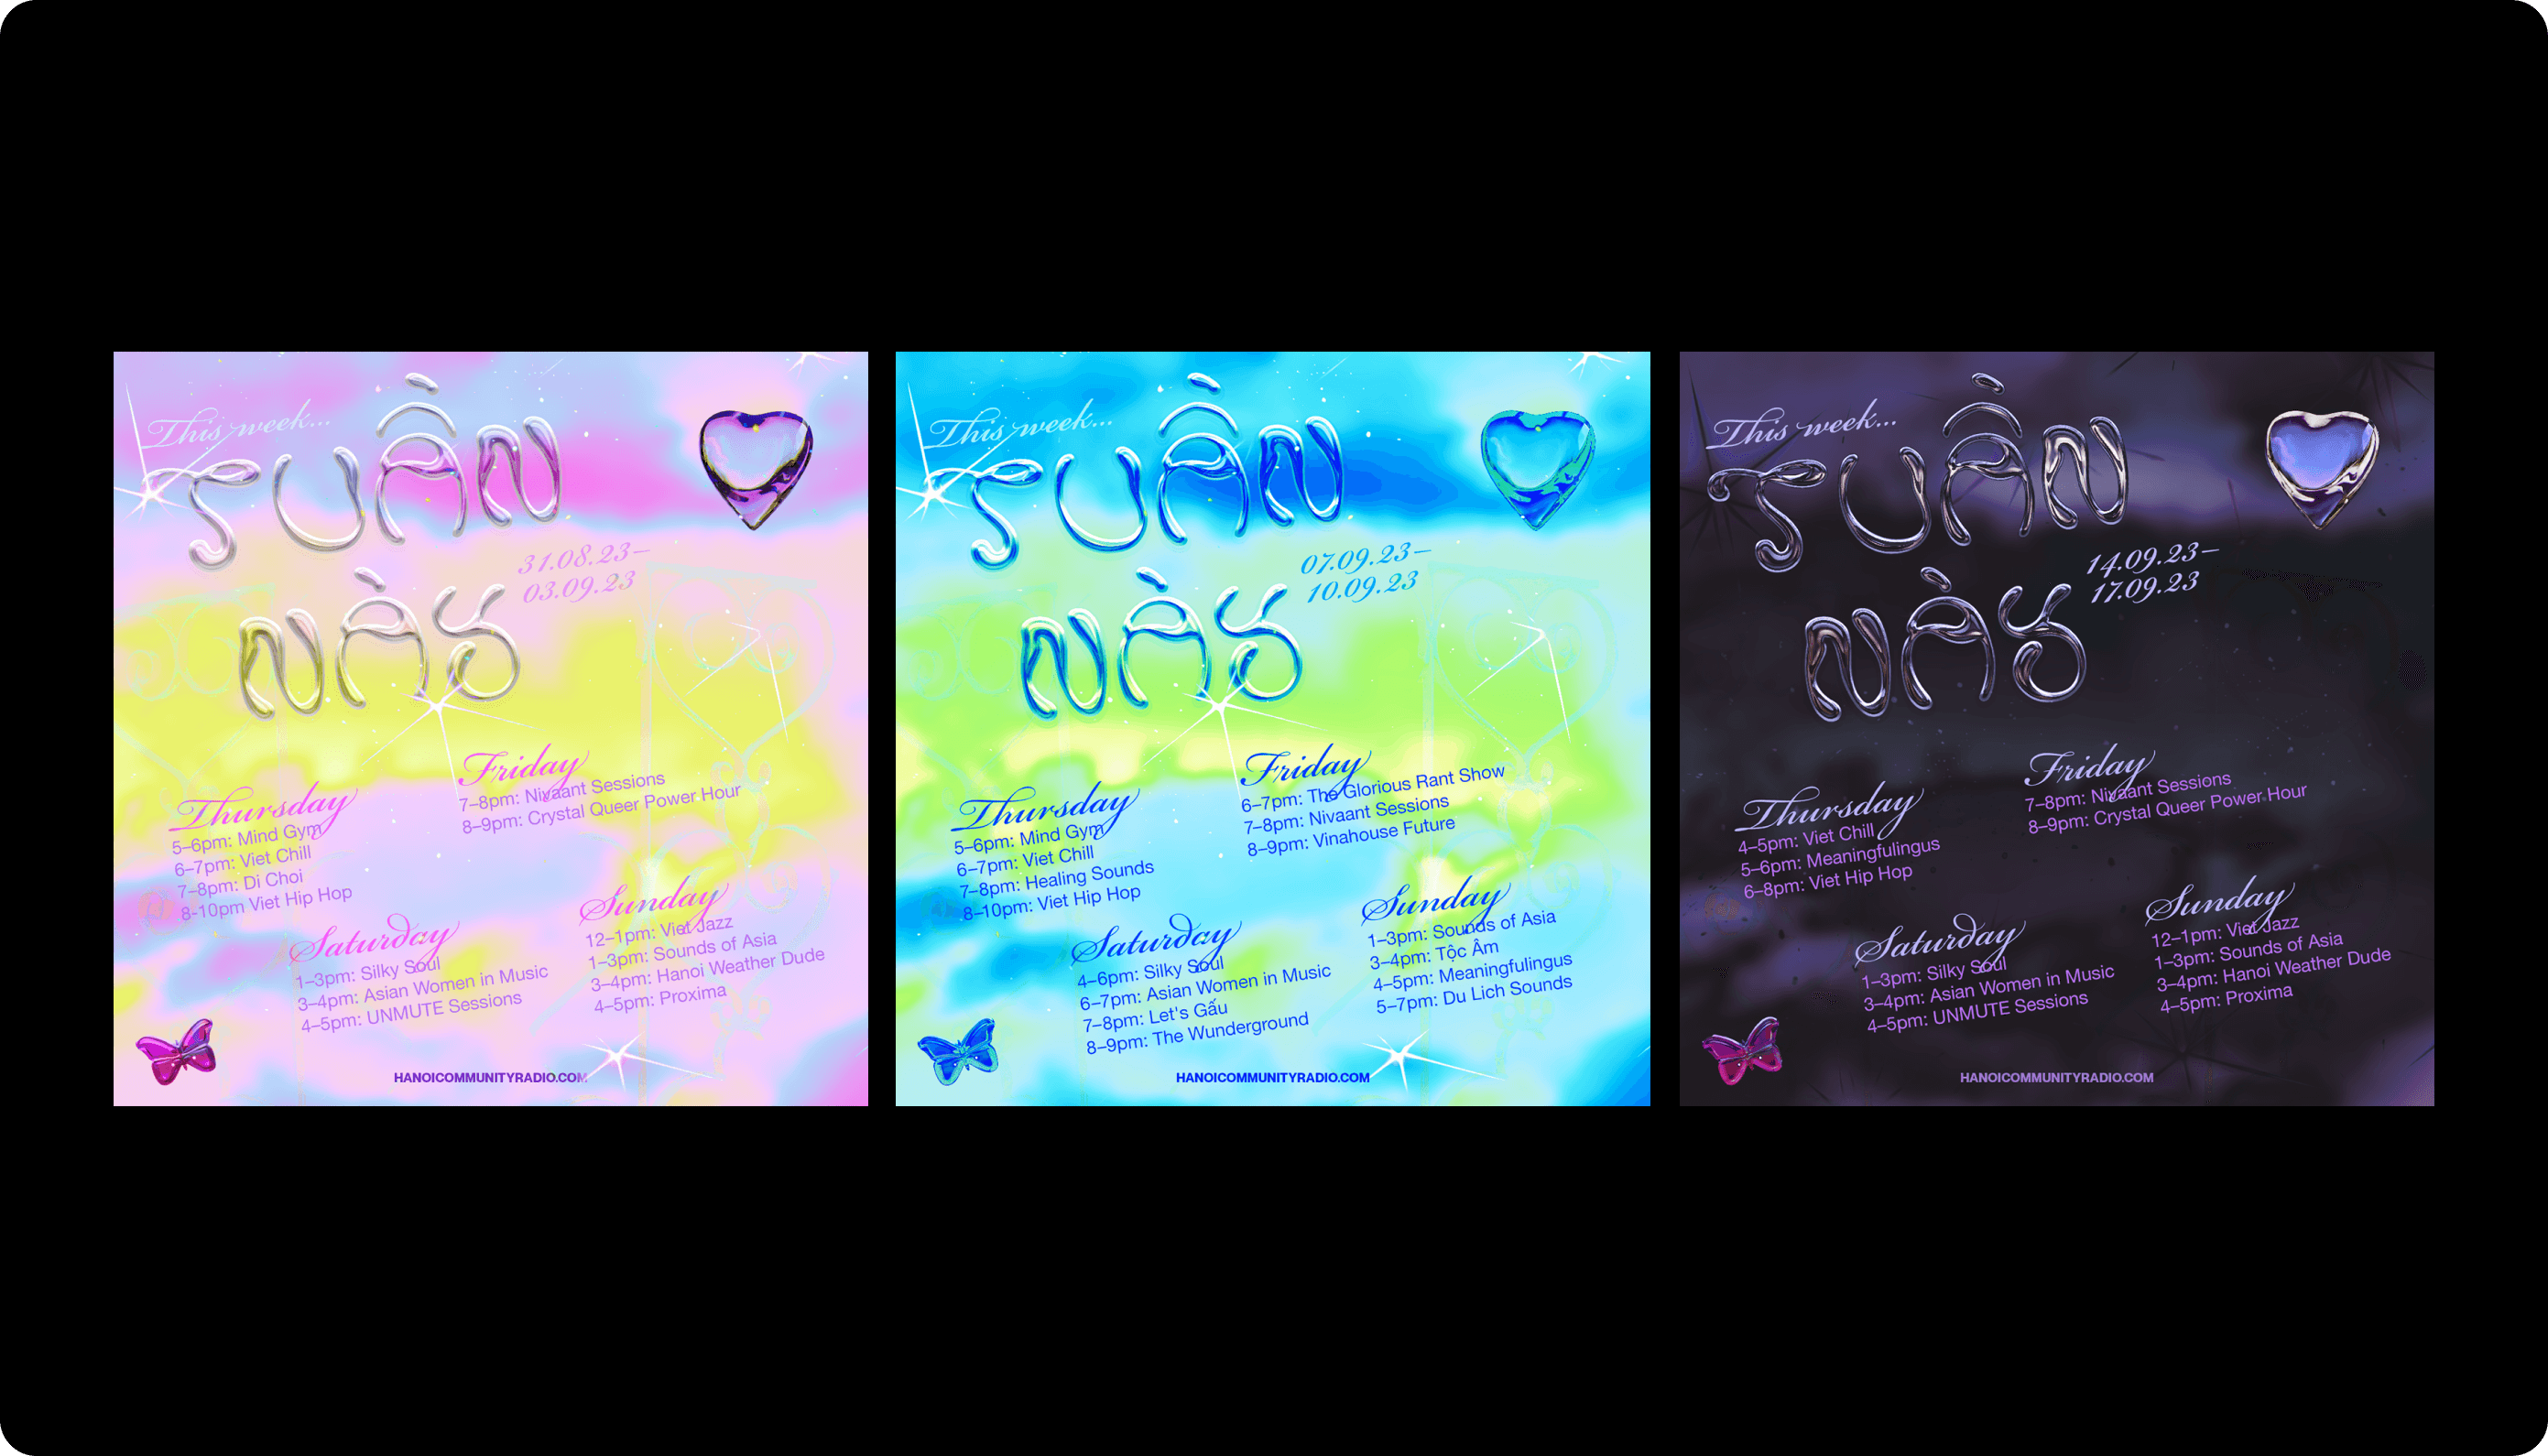 This week...
TUẦN
NÀY
31.08.23–
03.09.23
Thursday
5–6pm: Mind Gym
6–7pm: Viet Chill
7–8pm: Di Choi
8-10pm Viet Hip Hop
Friday
7–8pm: Nivaant Sessions
8–9pm: Crystal Queer Power Hour
Saturday
1–3pm: Silky Soul
3–4pm: Asian Women in Music
4–5pm: UNMUTE Sessions
Sunday
12–1pm: Viet Jazz
1–3pm: Sounds of Asia
3–4pm: Hanoi Weather Dude
4–5pm: Proxima
HANOICOMMUNITYRADIO.COM
This week...
TUẦN
NÀY
07.09.23–
10.09.23
Thursday
5–6pm: Mind Gym
6–7pm: Viet Chill
7–8pm: Healing Sounds
8–10pm: Viet Hip Hop
Friday
6–7pm: The Glorious Rant Show
7–8pm: Nivaant Sessions
8–9pm: Vinahouse Future
Saturday
4–6pm: Silky Soul
6–7pm: Asian Women in Music
7–8pm: Let's Gấu
8–9pm: The Wunderground
Sunday
1–3pm: Sounds of Asia
3–4pm: Tộc Âm
4–5pm: Meaningfulingus
5–7pm: Du Lich Sounds
HANOICOMMUNITYRADIO.COM
This week...
TUẦN
NÀY
14.09.23–
17.09.23
Thursday
4–5pm: Viet Chill
5–6pm: Meaningfulingus
6–8pm: Viet Hip Hop
Friday
7–8pm: Nivaant Sessions
8–9pm: Crystal Queer Power Hour
Saturday
1–3pm: Silky Soul
3–4pm: Asian Women in Music
4–5pm: UNMUTE Sessions
Sunday
12–1pm: Viet Jazz
1–3pm: Sounds of Asia
3–4pm: Hanoi Weather Dude
4–5pm: Proxima
HANOICOMMUNITYRADIO.COM